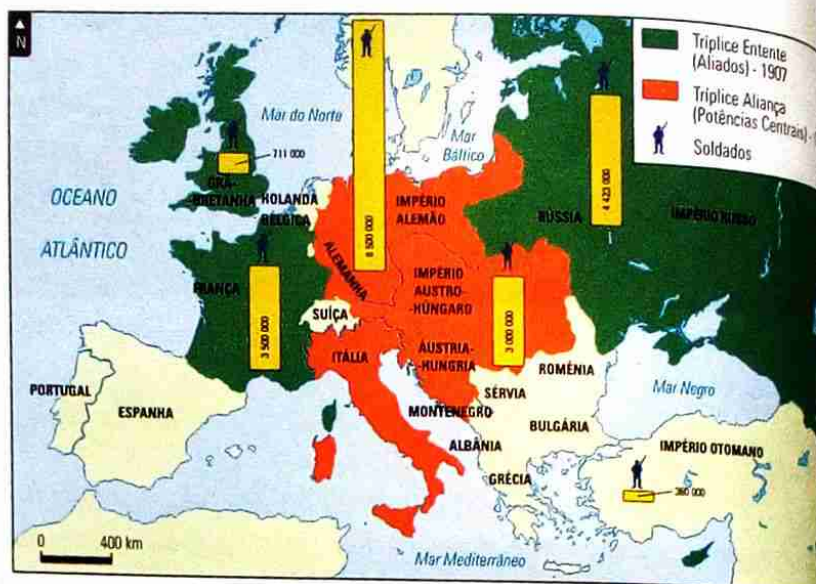 N
Tríplice Entente
(Aliados) - 1907
Tríplice Aliança
(Potências Centrais) -
Soldados
Mar do Norte
Mar
Báltico
711 000
OCEANO
ATLÂNTICO
GRÃ-
-BRETANHA
HOLANDA
BÉLGICA
IMPÉRIO
ALEMÃO
RÚSSIA
IMPÉRIO RUSSO
4 423 000
8 500 000
FRANÇA
ALEMANHA
IMPÉRIO
AUSTRO-
-HÚNGARO
3 500 000
3 000 000
SUÍÇA
ITÁLIA
ÁUSTRIA-
-HUNGRIA
ROMÉNIA
SÉRVIA
Mar Negro
PORTUGAL
ESPANHA
MONTENEGRO
BULGÁRIA
ALBÂNIA
IMPÉRIO OTOMANO
GRÉCIA
360 000
0 400 km
Mar Mediterrâneo